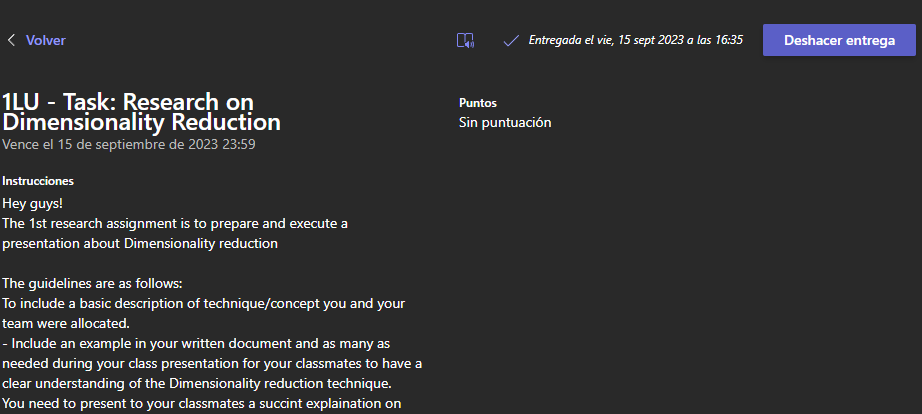 Volver
Entregada el vie, 15 sept 2023 a las 16:35
Deshacer entrega
1LU - Task: Research on
Dimensionality Reduction
Vence el 15 de septiembre de 2023 23:59
Puntos
Sin puntuación
Instrucciones
Hey guys!
The 1st research assignment is to prepare and execute a
presentation about Dimensionality reduction
The guidelines are as follows:
To include a basic description of technique/concept you and your
team were allocated.
- Include an example in your written document and as many as
needed during your class presentation for your classmates to have a
clear understanding of the Dimensionality reduction technique.
You need to present to your classmates a succint explaination on